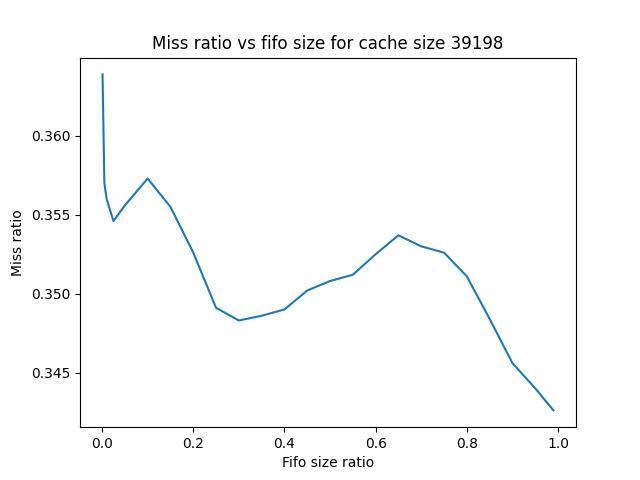 Miss ratio vs fifo size for cache size 39198
0.360
0.355
0.350
0.345
Miss ratio
0.0 0.2 0.4 0.6 0.8 1.0
Fifo size ratio